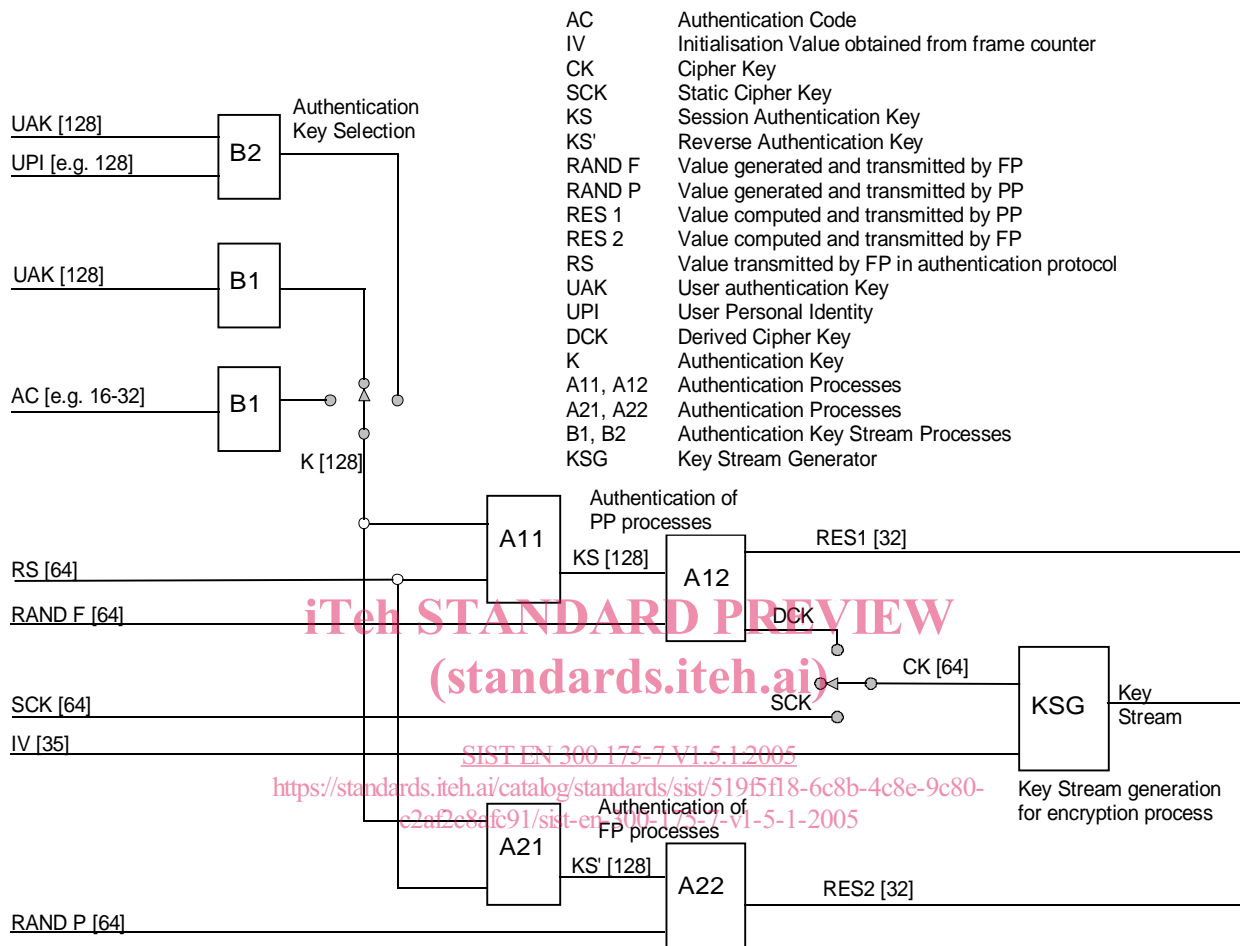 AC Authentication Code
IV Initialisation Value obtained from frame counter
CK Cipher Key
SCK Static Cipher Key
KS Session Authentication Key
KS' Reverse Authentication Key
RAND F Value generated and transmitted by FP
RAND P Value generated and transmitted by PP
RES 1 Value computed and transmitted by PP
RES 2 Value computed and transmitted by FP
RS Value transmitted by FP in authentication protocol
UAK User authentication Key
UPI User Personal Identity
DCK Derived Cipher Key
K Authentication Key
A11, A12 Authentication Processes
A21, A22 Authentication Processes
B1, B2 Authentication Key Stream Processes
KSG Key Stream Generator
Authentication
Key Selection
UAK [128]
UPI [e.g. 128]
B2
UAK [128]
B1
AC [e.g. 16-32]
B1
K [128]
Authentication of
PP processes
A11
KS [128]
A12
RES1 [32]
RS [64]
RAND F [64]
DCK
iTeh STANDARD PREVIEW
(standards.iteh.ai)
CK [64]
SCK [64]
SCK
KSG
Key
Stream
IV [35]
SIST EN 300 175-7 V1.5.1:2005
https://standards.iteh.ai/catalog/standards/sist/519f5f18-6c8b-4c8e-9c80-
c2af2c8afc91/sist-en-300-175-7-v1-5-1-2005
Key Stream generation
for encryption process
Authentication of
FP processes
A21
KS' [128]
A22
RES2 [32]
RAND P [64]